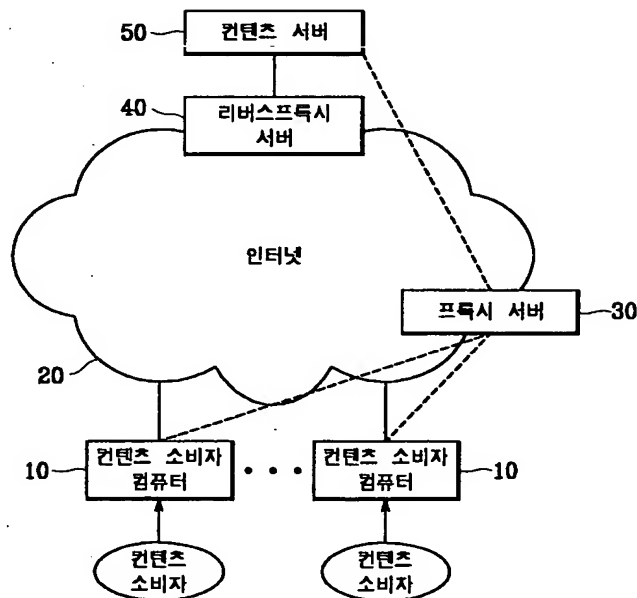 50
컨텐츠 서버
40
리버스프록시
서버
인터넷
프록시 서버
30
20
10
컨텐츠 소비자
컴퓨터
컨텐츠 소비자
컴퓨터
10
컨텐츠
소비자
컨텐츠
소비자